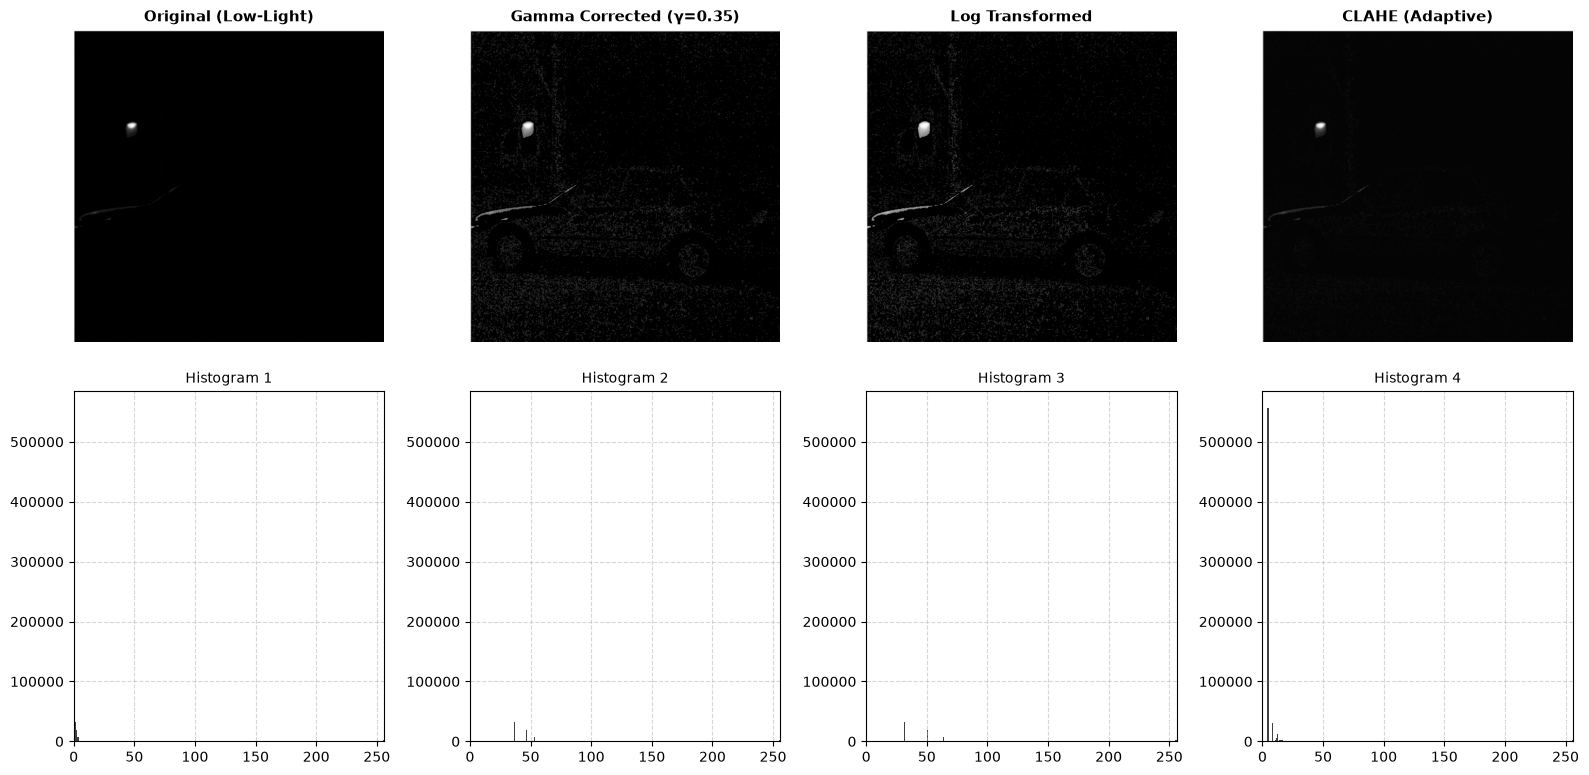 Original (Low-Light)
Gamma Corrected (γ=0.35)
Log Transformed
CLAHE (Adaptive)
Histogram 1
Histogram 2
Histogram 3
Histogram 4
500000
400000
300000
200000
100000
0
0 50 100 150 200 250
500000
400000
300000
200000
100000
0
0 50 100 150 200 250
500000
400000
300000
200000
100000
0
0 50 100 150 200 250
500000
400000
300000
200000
100000
0
0 50 100 150 200 250